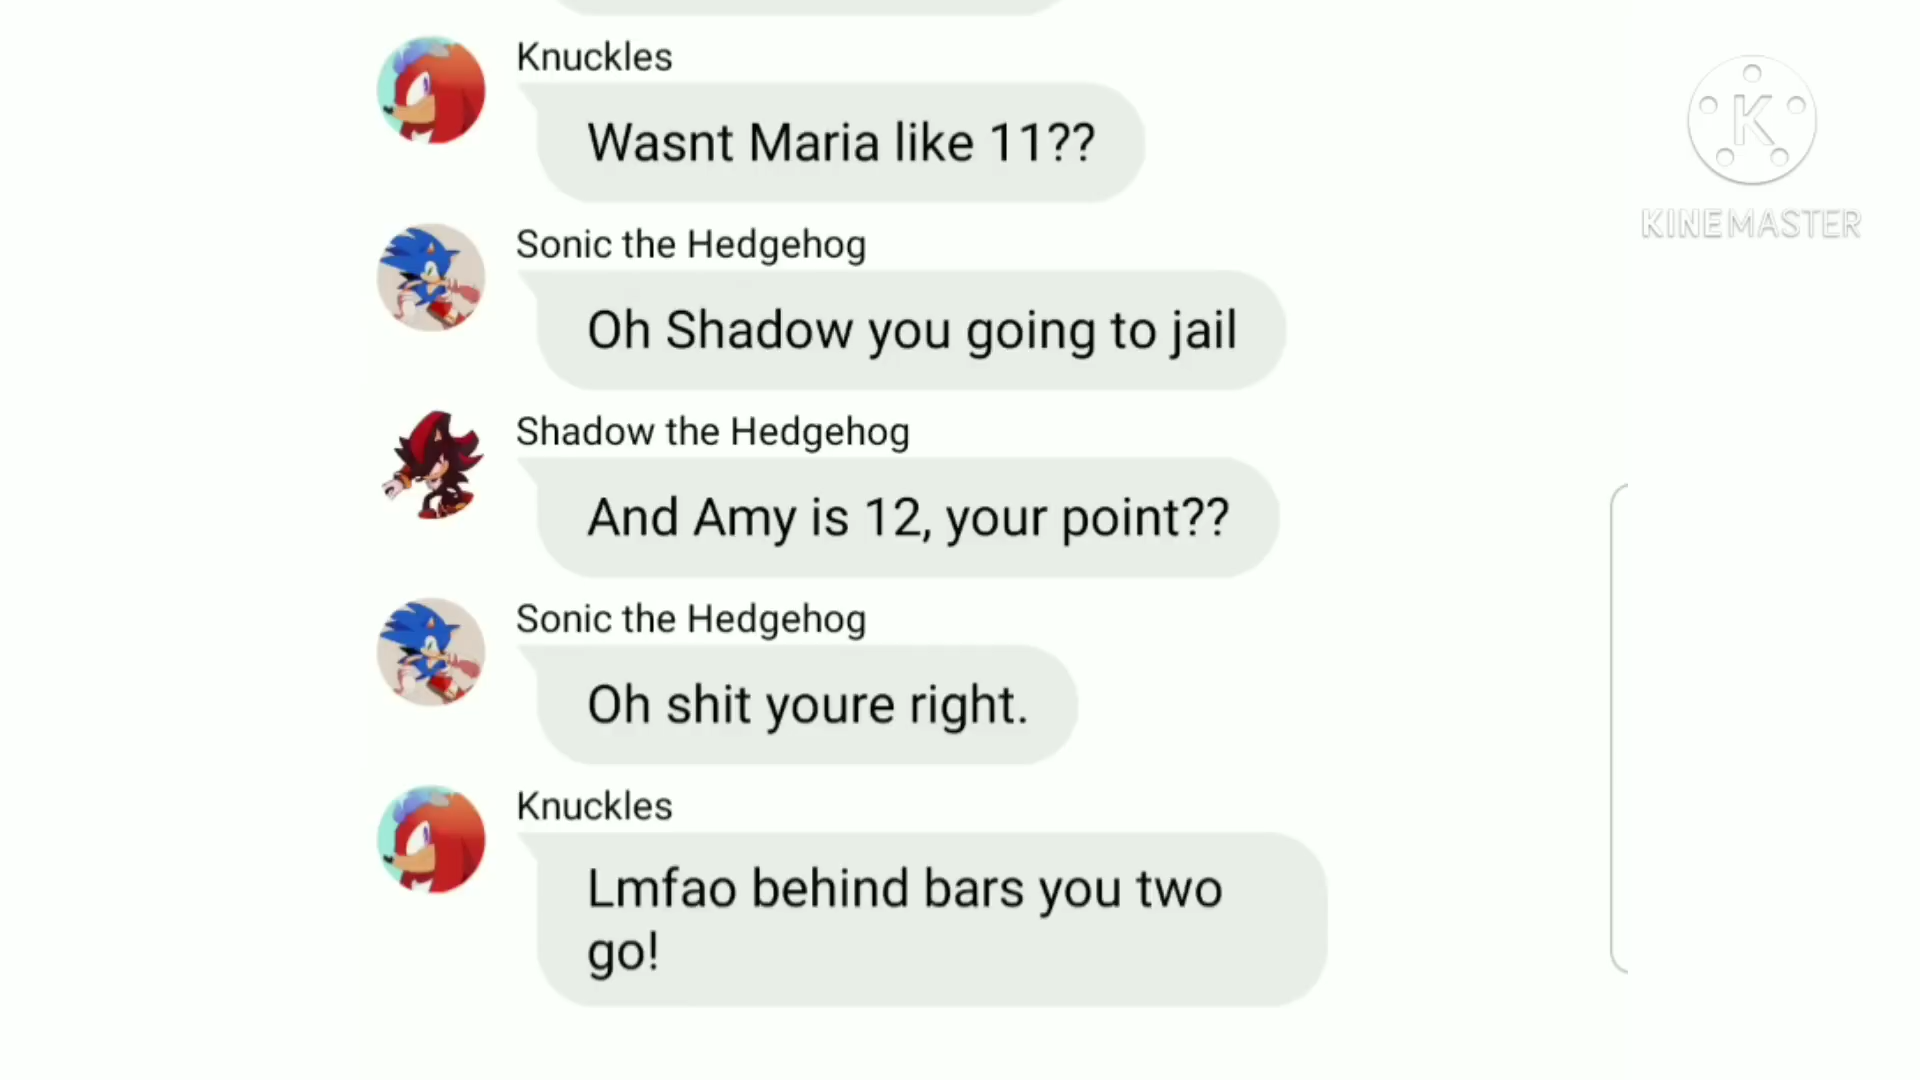 Knuckles
Wasnt Maria like 11??
K
KINEMASTER
Sonic the Hedgehog
Oh Shadow you going to jail
Shadow the Hedgehog
And Amy is 12, your point??
Sonic the Hedgehog
Oh shit youre right.
Knuckles
Lmfao behind bars you two
go!